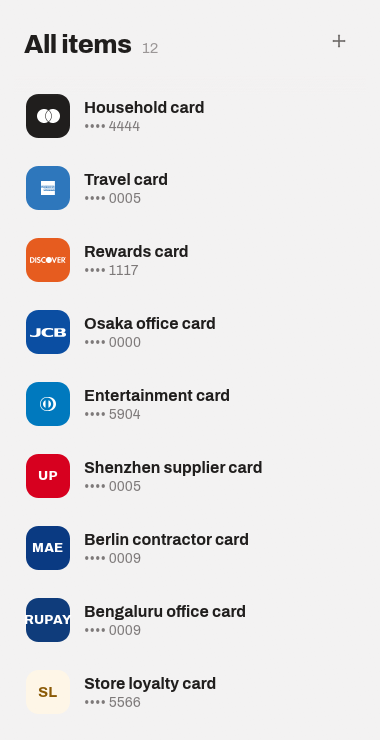 All items 12
Household card
•••• 4444
Travel card
•••• 0005
DISCOVER
Rewards card
•••• 1117
JCB
Osaka office card
•••• 0000
Entertainment card
•••• 5904
UP
Shenzhen supplier card
•••• 0005
MAE
Berlin contractor card
•••• 0009
RUPAY
Bengaluru office card
•••• 0009
SL
Store loyalty card
•••• 5566